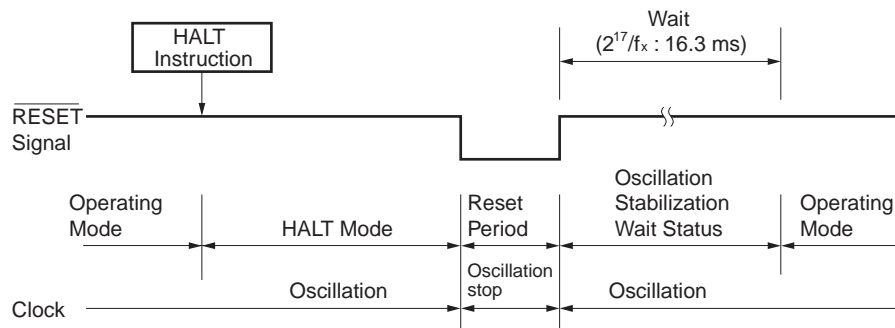 HALT
Instruction
Wait
(2¹⁷/fₓ : 16.3 ms)
RESET
Signal
Operating
Mode
HALT Mode
Reset
Period
Oscillation
Stabilization
Wait Status
Operating
Mode
Clock
Oscillation
Oscillation
stop
Oscillation